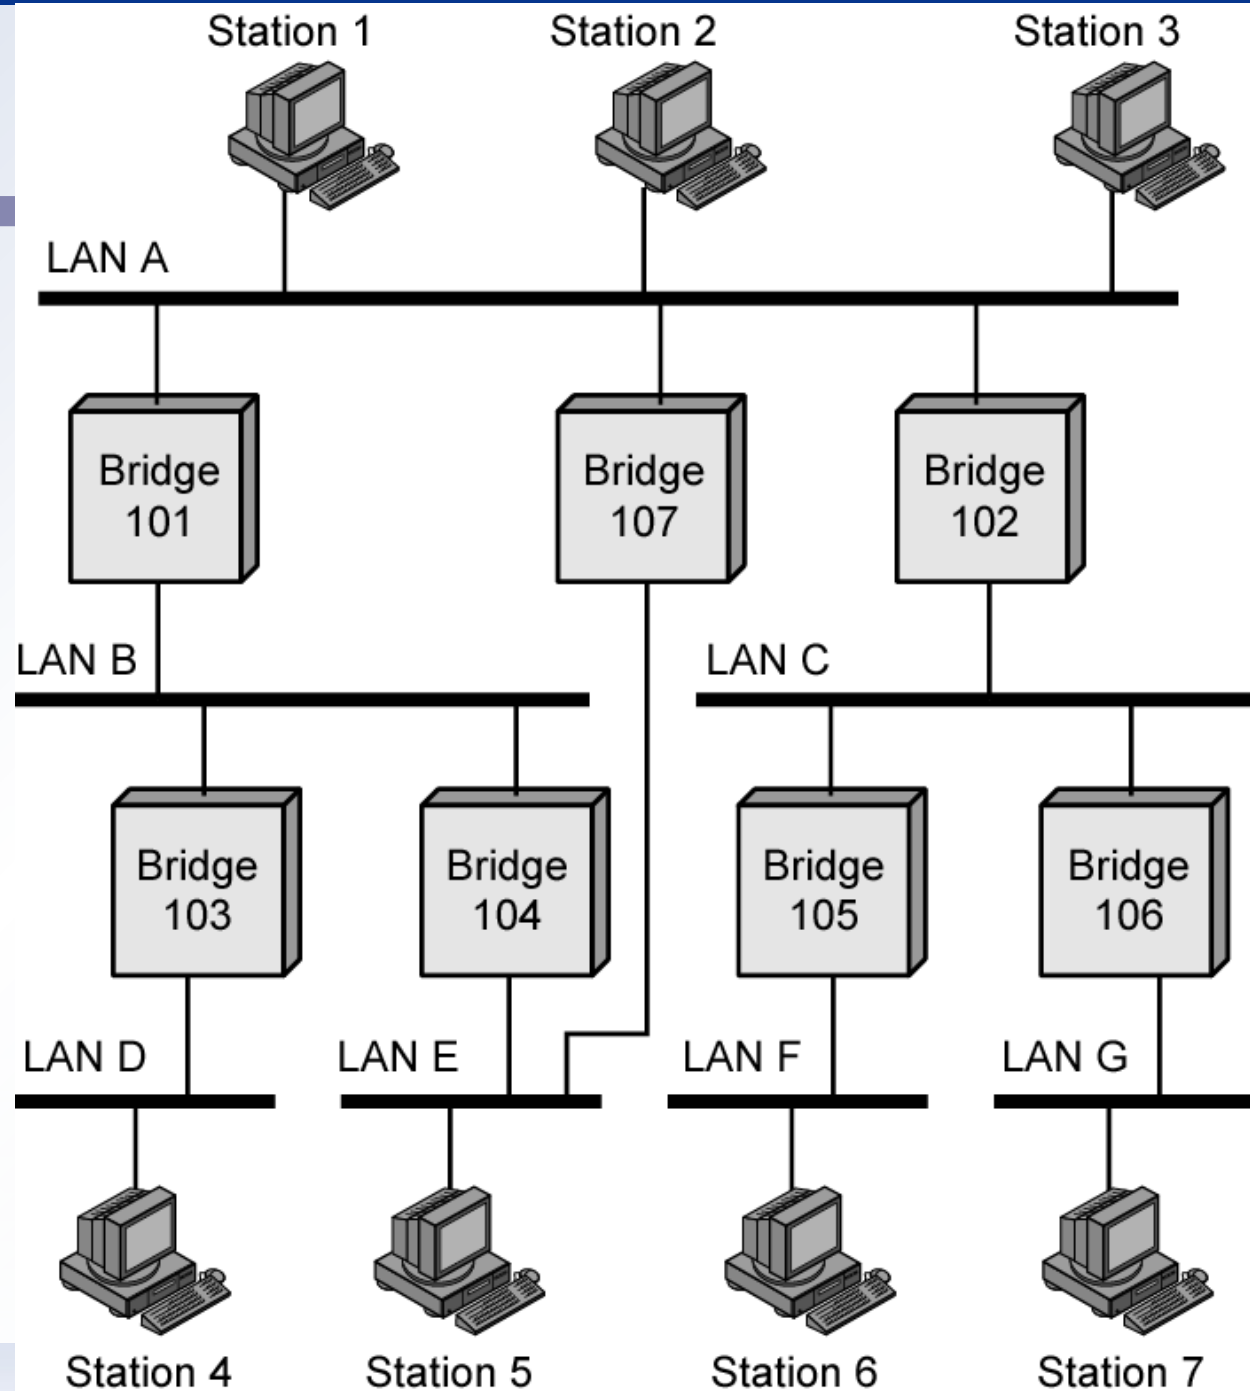 Station 1
Station 2
Station 3
LAN A
Bridge
101
Bridge
107
Bridge
102
LAN B
LAN C
Bridge
103
Bridge
104
Bridge
105
Bridge
106
LAN D
LAN E
LAN F
LAN G
Station 4
Station 5
Station 6
Station 7